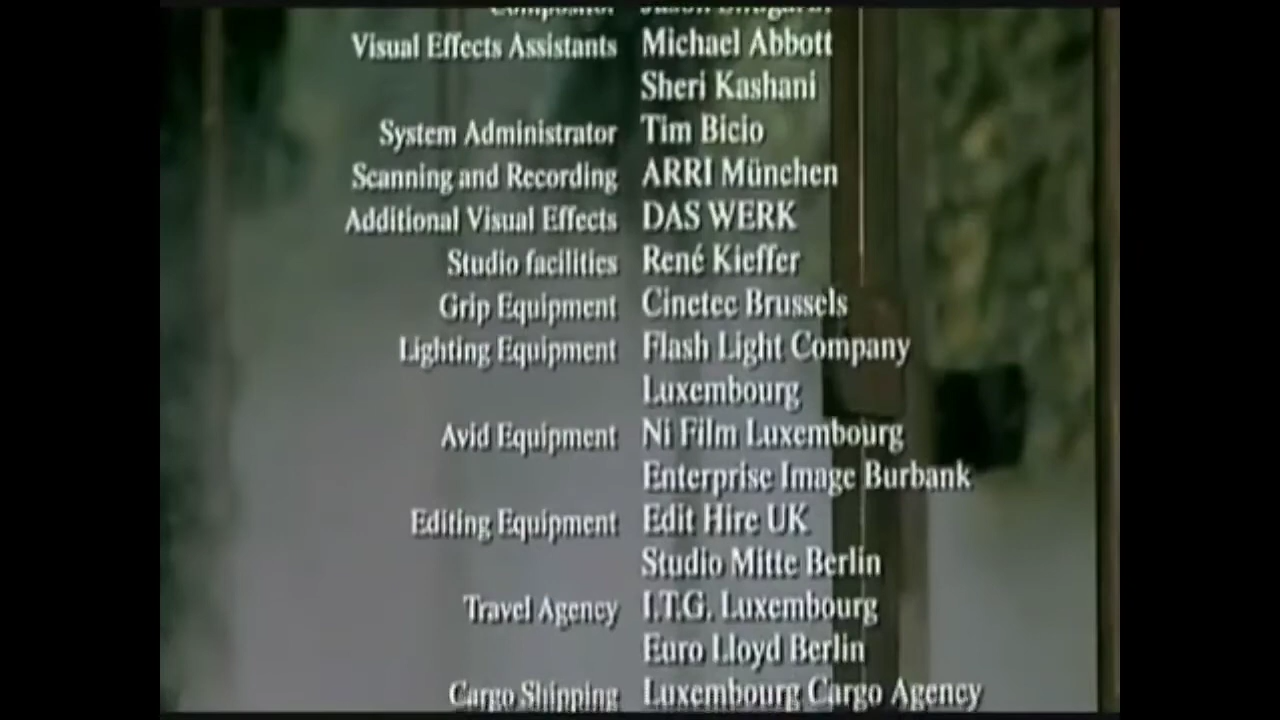 Compositor
Visual Effects Assistants Michael Abbott
Sheri Kashani
System Administrator Tim Bicio
Scanning and Recording ARRI München
Additional Visual Effects DAS WERK
Studio facilities René Kieffer
Grip Equipment Cinetec Brussels
Lighting Equipment Flash Light Company
Luxembourg
Avid Equipment Ni Film Luxembourg
Enterprise Image Burbank
Editing Equipment Edit Hire UK
Studio Mitte Berlin
Travel Agency I.T.G. Luxembourg
Euro Lloyd Berlin
Cargo Shipping Luxembourg Cargo Agency